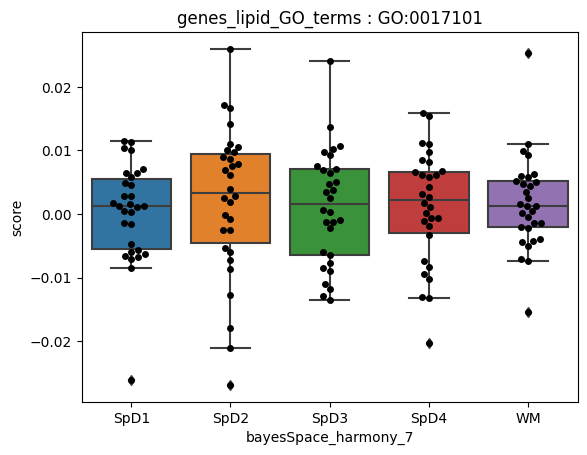 genes_lipid_GO_terms : GO:0017101
0.02
0.01
0.00
−0.01
−0.02
score
SpD1 SpD2 SpD3 SpD4 WM
bayesSpace_harmony_7